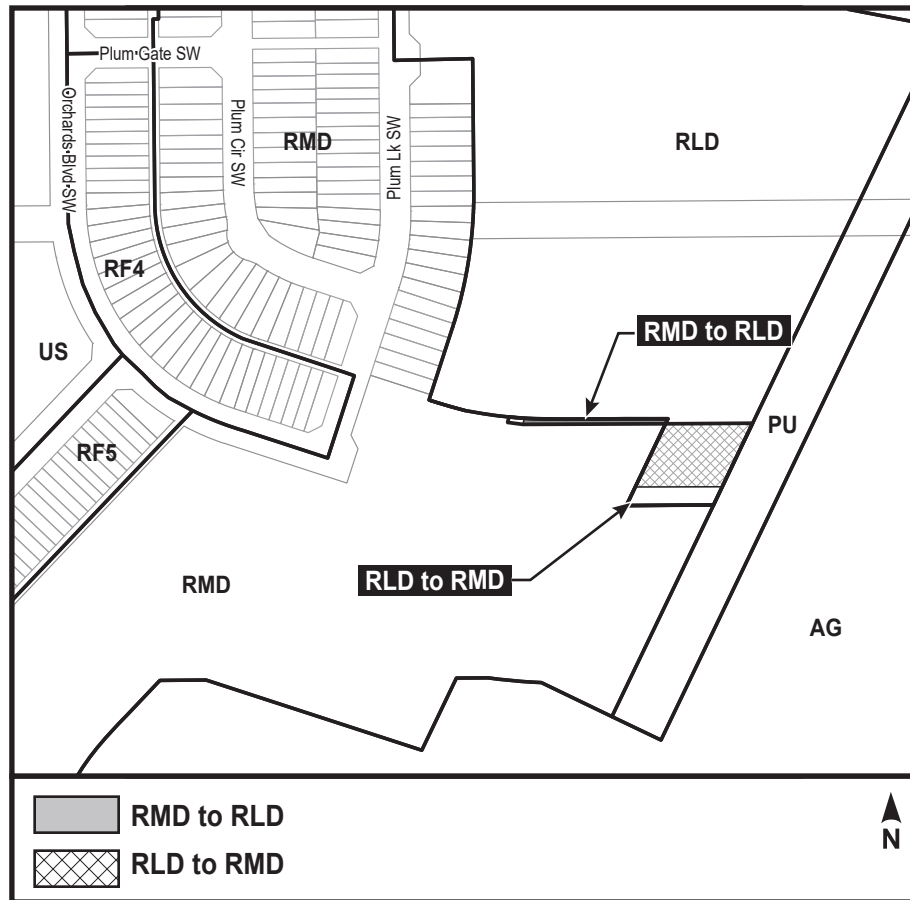 Plum Gate SW
Orchards Blvd SW
Plum Cir SW
RMD
Plum Lk SW
RLD
RF4
US
RMD to RLD
PU
RF5
RLD to RMD
RMD
AG
RMD to RLD
RLD to RMD
N